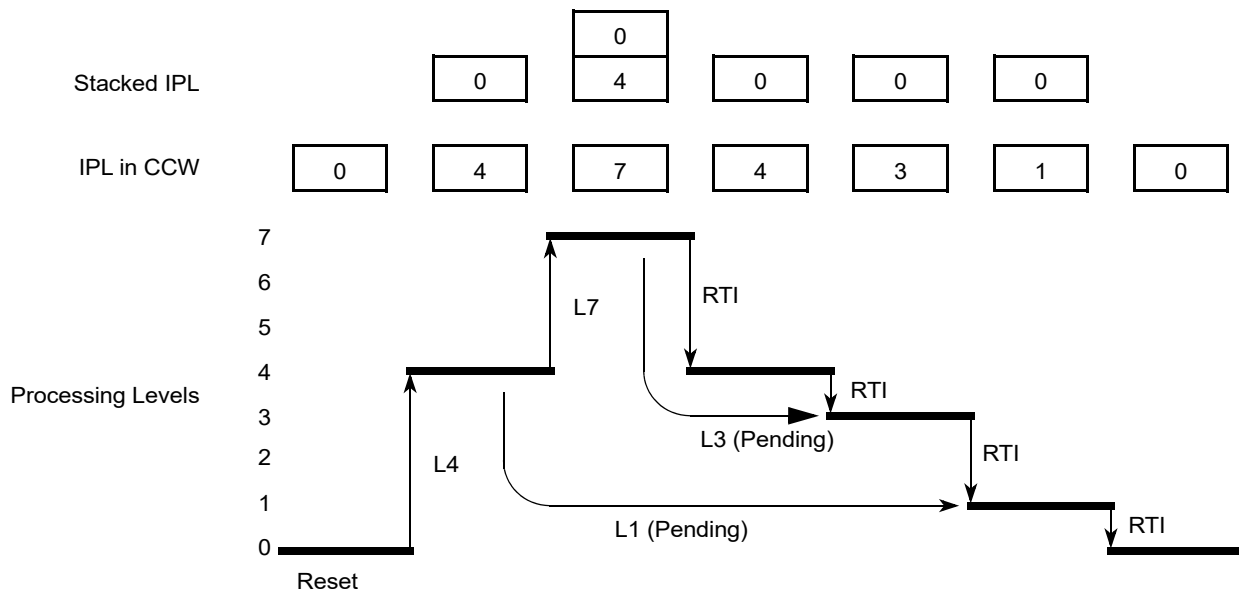 0
Stacked IPL 0 4 0 0 0
IPL in CCW 0 4 7 4 3 1 0
7
6
L7 RTI
5
4
Processing Levels RTI
3
L3 (Pending)
2 L4 RTI
1
L1 (Pending) RTI
0
Reset